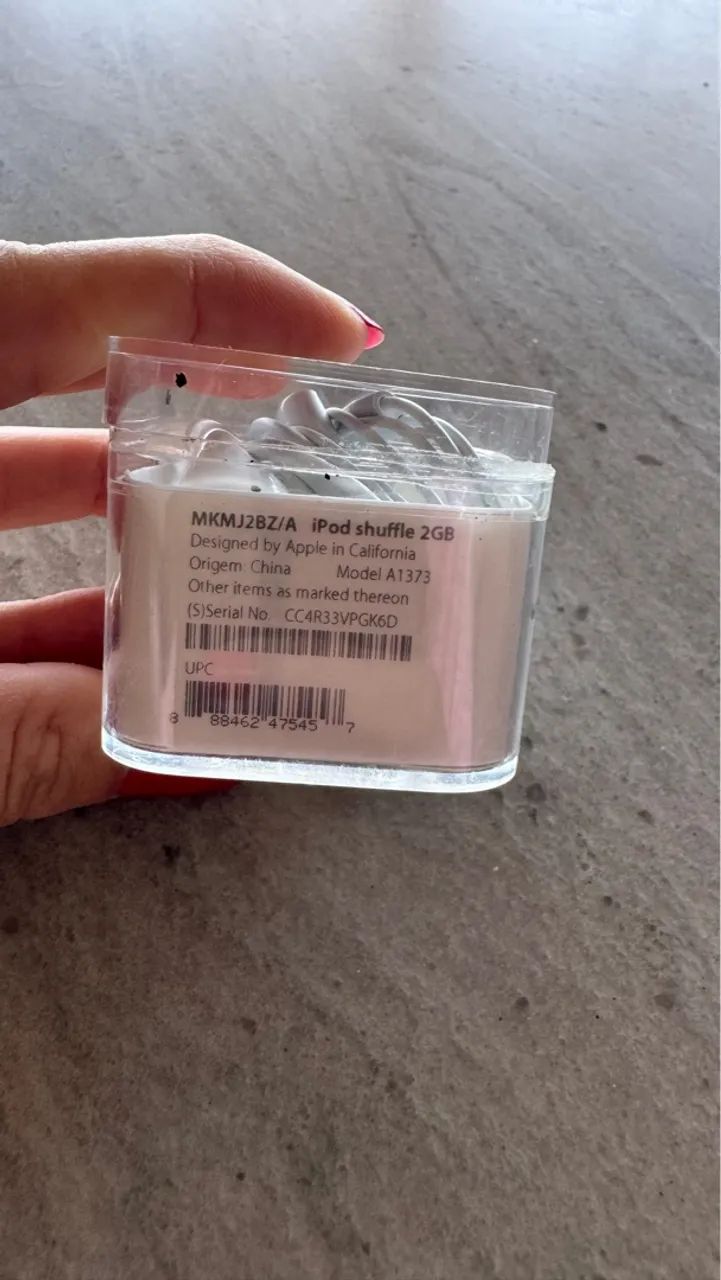 MKMJ2BZ/A iPod shuffle 2GB
Designed by Apple in California
Origem: China Model A1373
Other items as marked thereon
(S)Serial No. CC4R33VPGK6D
UPC
8 88462 47545 7